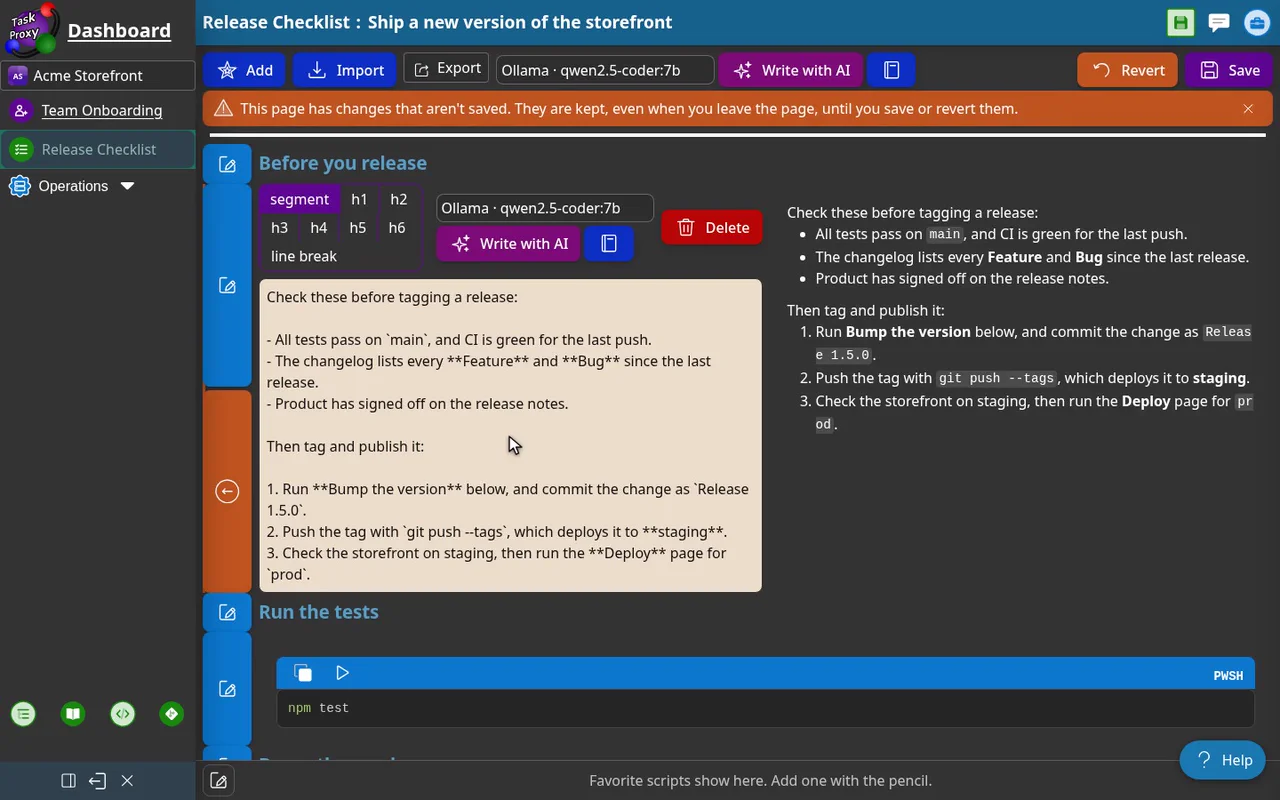 Task
Proxy
Dashboard
Release Checklist : Ship a new version of the storefront
AS
Acme Storefront
Team Onboarding
Release Checklist
Operations
Add
Import
Export
Ollama · qwen2.5-coder:7b
Write with AI
Revert
Save
This page has changes that aren't saved. They are kept, even when you leave the page, until you save or revert them.
Before you release
segment
h1
h2
h3
h4
h5
h6
line break
Ollama · qwen2.5-coder:7b
Write with AI
Delete
Check these before tagging a release:
- All tests pass on `main`, and CI is green for the last push.
- The changelog lists every **Feature** and **Bug** since the last
release.
- Product has signed off on the release notes.
Then tag and publish it:
1. Run **Bump the version** below, and commit the change as `Release
1.5.0`.
2. Push the tag with `git push --tags`, which deploys it to **staging**.
3. Check the storefront on staging, then run the **Deploy** page for
`prod`.
Check these before tagging a release:
• All tests pass on main, and CI is green for the last push.
• The changelog lists every Feature and Bug since the last release.
• Product has signed off on the release notes.
Then tag and publish it:
1. Run Bump the version below, and commit the change as Releas
e 1.5.0.
2. Push the tag with git push --tags, which deploys it to staging.
3. Check the storefront on staging, then run the Deploy page for pr
od.
Run the tests
PWSH
npm test
Favorite scripts show here. Add one with the pencil.
? Help